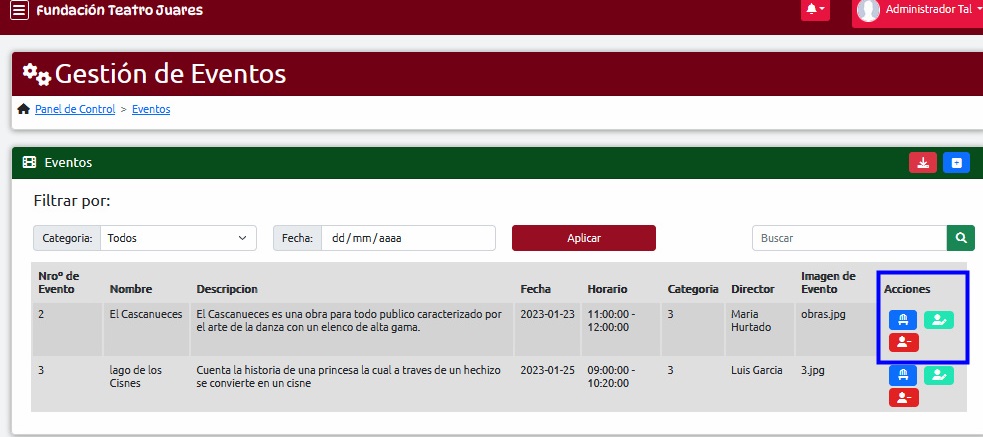 Fundación Teatro Juares
Administrador Tal
Gestión de Eventos
Panel de Control > Eventos
Eventos
Filtrar por:
Categoria: Todos Fecha: dd/mm/aaaa Aplicar Buscar
Nroº de Evento Nombre Descripcion Fecha Horario Categoria Director Imagen de Evento Acciones
2 El Cascanueces El Cascanueces es una obra para todo publico caracterizado por el arte de la danza con un elenco de alta gama. 2023-01-23 11:00:00 - 12:00:00 3 Maria Hurtado obras.jpg
3 lago de los Cisnes Cuenta la historia de una princesa la cual a traves de un hechizo se convierte en un cisne 2023-01-25 09:00:00 - 10:20:00 3 Luis Garcia 3.jpg